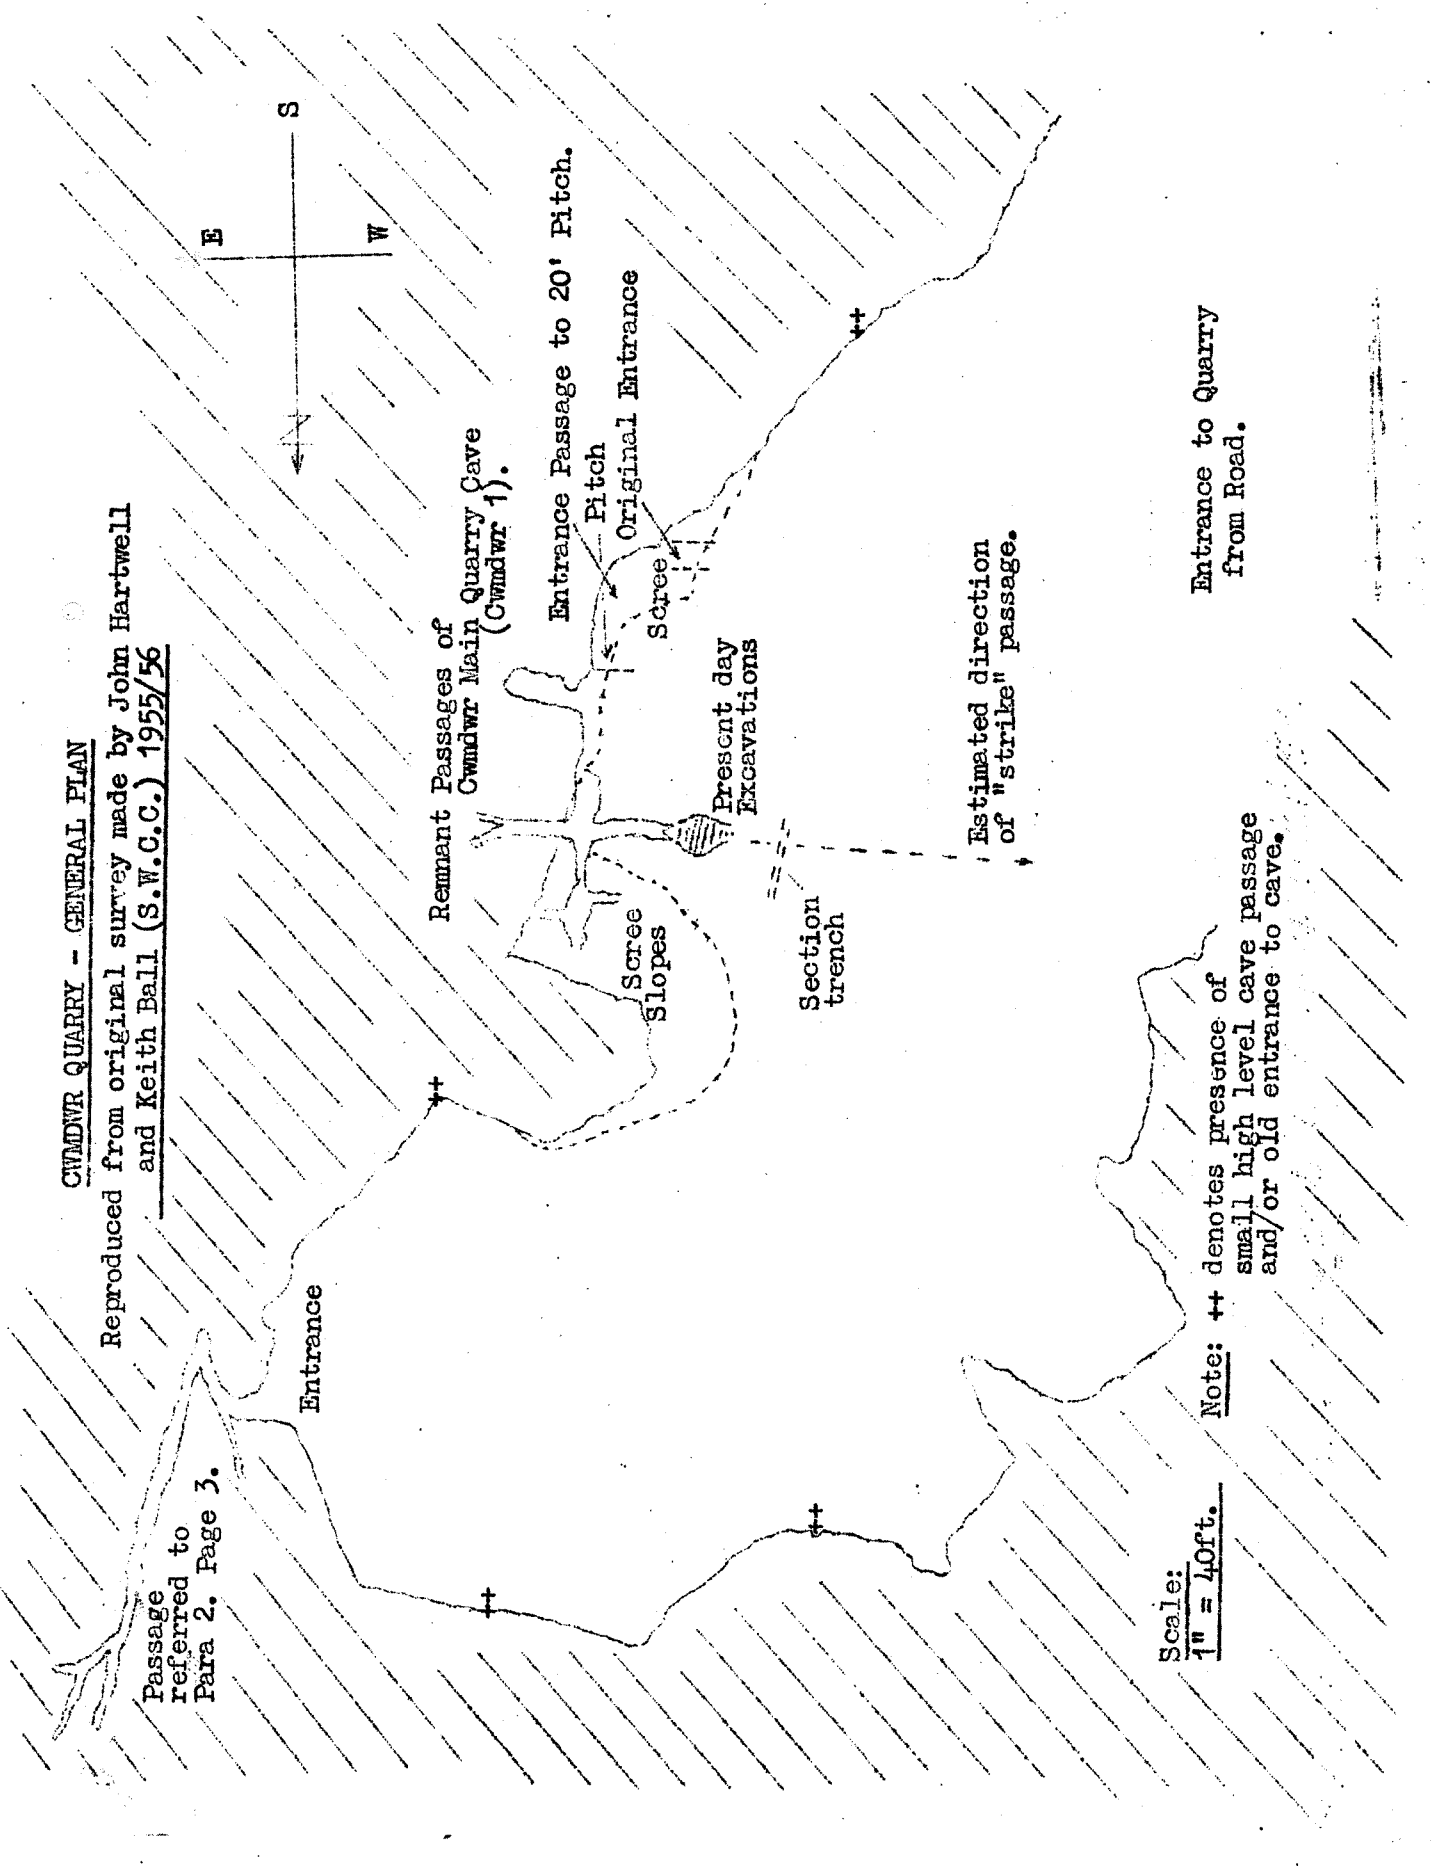 CWMDWR QUARRY - GENERAL PLAN
Reproduced from original survey made by John Hartwell
and Keith Ball (S.W.C.C.) 1955/56
E
S
W
N
Passage
referred to
Para 2. Page 3.
Entrance
Remnant Passages of
Cwmdwr Main Quarry Cave
(Cwmdwr 1).
Entrance Passage to 20' Pitch.
Pitch
Original Entrance
Scree
Scree
Slopes
Present day
Excavations
Section
trench
Estimated direction
of "strike" passage.
Entrance to Quarry
from Road.
Scale:
1" = 40ft.
Note: ++ denotes presence of
small high level cave passage
and/or old entrance to cave.
++
++
++
++